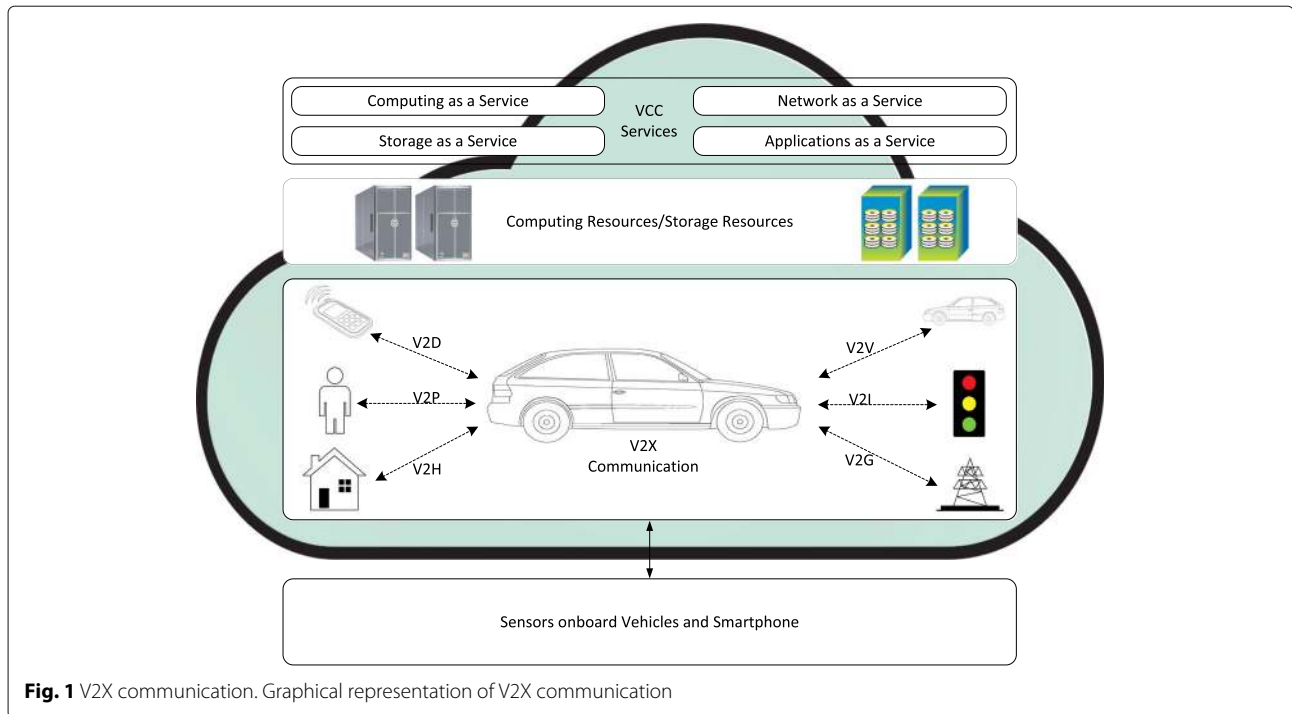 Computing as a Service
Network as a Service
VCC
Services
Storage as a Service
Applications as a Service
Computing Resources/Storage Resources
V2D
V2V
V2P
V2I
V2H
V2X
Communication
V2G
Sensors onboard Vehicles and Smartphone
Fig. 1 V2X communication. Graphical representation of V2X communication